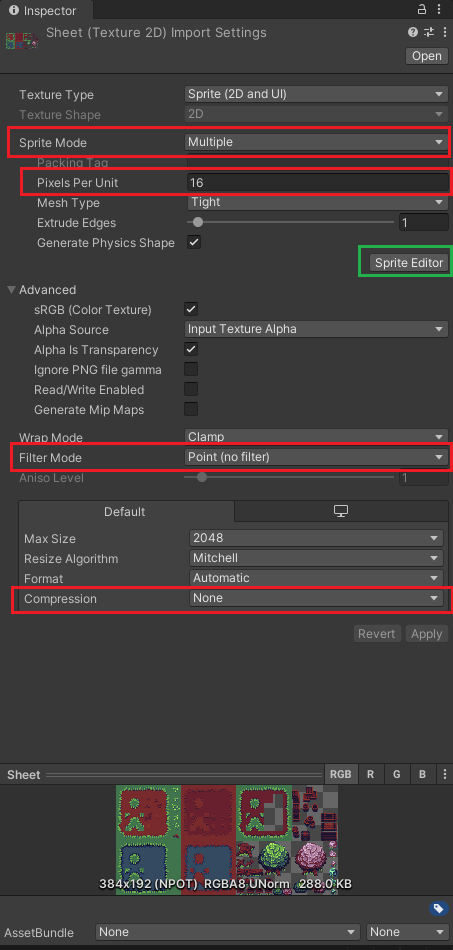 Inspector
Sheet (Texture 2D) Import Settings
Open
Texture Type Sprite (2D and UI)
Texture Shape 2D
Sprite Mode Multiple
Packing Tag
Pixels Per Unit 16
Mesh Type Tight
Extrude Edges 1
Generate Physics Shape
Sprite Editor
Advanced
sRGB (Color Texture)
Alpha Source Input Texture Alpha
Alpha Is Transparency
Ignore PNG file gamma
Read/Write Enabled
Generate Mip Maps
Wrap Mode Clamp
Filter Mode Point (no filter)
Aniso Level 1
Default
Max Size 2048
Resize Algorithm Mitchell
Format Automatic
Compression None
Revert Apply
Sheet RGB R G B
384x192 (NPOT) RGBA8 UNorm 288.0 KB
AssetBundle None None